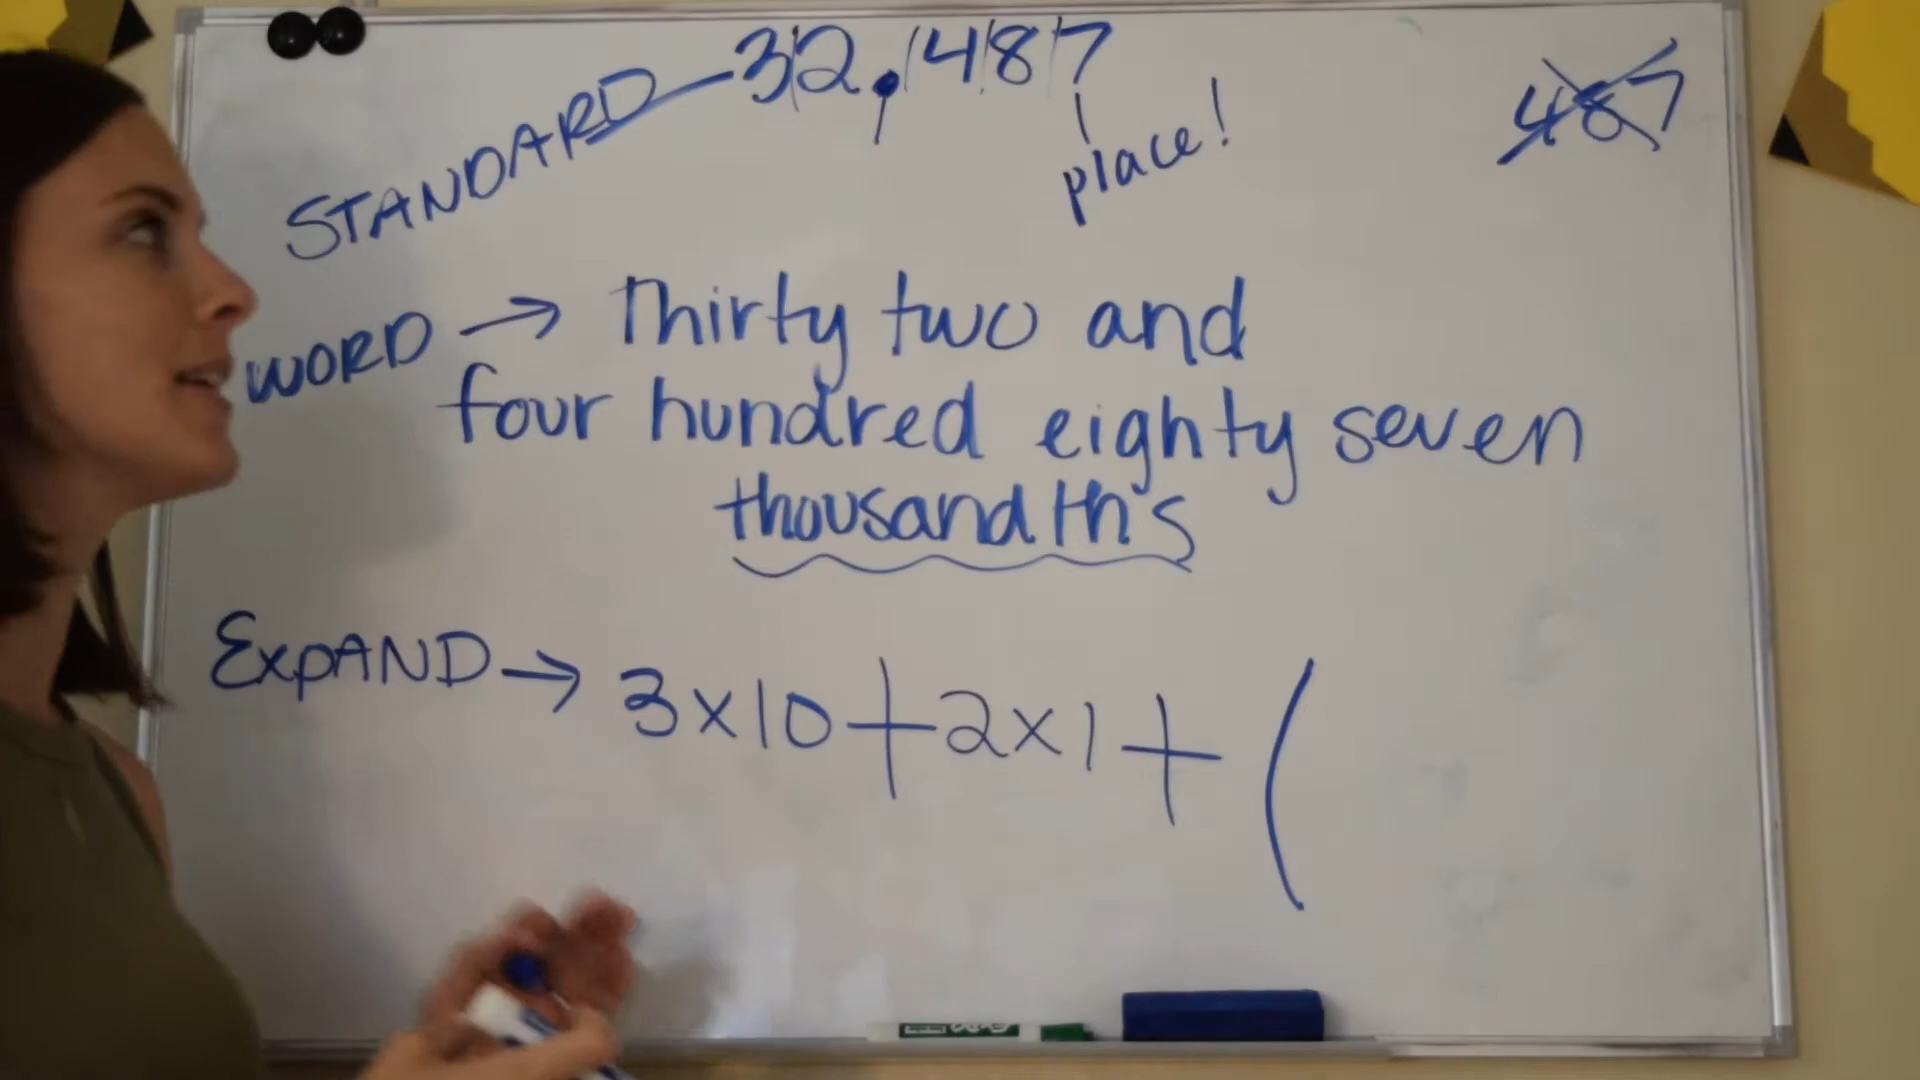 STANDARD - 32.487
487
place!
WORD → Thirty two and
four hundred eighty seven
thousandths
EXPAND → 3x10+2x1+(